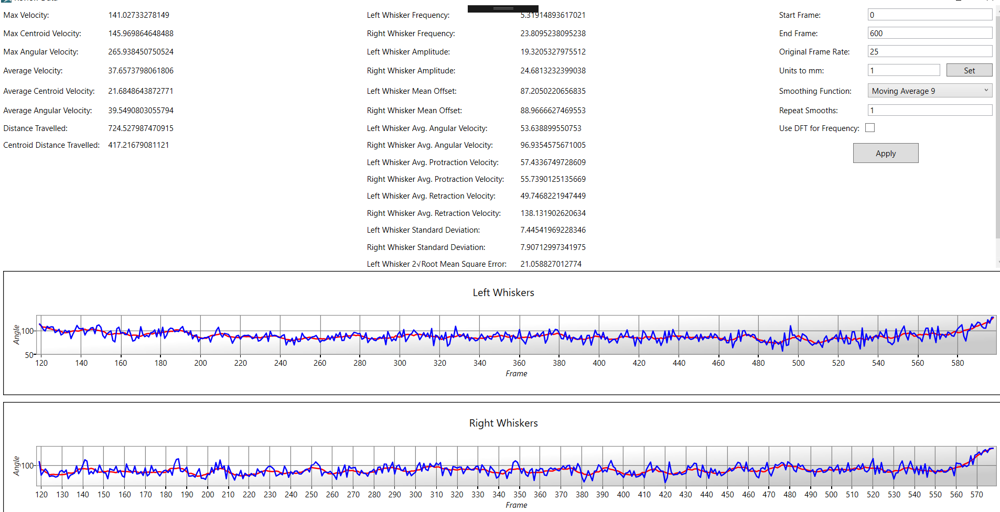 Max Velocity: 141.02733278149
Max Centroid Velocity: 145.969864648488
Max Angular Velocity: 265.938450750524
Average Velocity: 37.6573798061806
Average Centroid Velocity: 21.6848643872771
Average Angular Velocity: 39.5490803055794
Distance Travelled: 724.527987470915
Centroid Distance Travelled: 417.21679081121
Left Whisker Frequency: 5.31914893617021
Right Whisker Frequency: 23.8095238095238
Left Whisker Amplitude: 19.3205327975512
Right Whisker Amplitude: 24.6813232399038
Left Whisker Mean Offset: 87.2050220656835
Right Whisker Mean Offset: 88.9666627469553
Left Whisker Avg. Angular Velocity: 53.638899550753
Right Whisker Avg. Angular Velocity: 96.9354575671005
Left Whisker Avg. Protraction Velocity: 57.4336749728609
Right Whisker Avg. Protraction Velocity: 55.7390125135669
Left Whisker Avg. Retraction Velocity: 49.7468221947449
Right Whisker Avg. Retraction Velocity: 138.131902620634
Left Whisker Standard Deviation: 7.44541969228346
Right Whisker Standard Deviation: 7.90712997341975
Left Whisker 2√Root Mean Square Error: 21.058827012774
Start Frame: 0
End Frame: 600
Original Frame Rate: 25
Units to mm: 1 Set
Smoothing Function: Moving Average 9
Repeat Smooths: 1
Use DFT for Frequency:
Apply
Left Whiskers
Angle
100
50
120 140 160 180 200 220 240 260 280 300 320 340 360 380 400 420 440 460 480 500 520 540 560 580
Frame
Right Whiskers
Angle
100
120 130 140 150 160 170 180 190 200 210 220 230 240 250 260 270 280 290 300 310 320 330 340 350 360 370 380 390 400 410 420 430 440 450 460 470 480 490 500 510 520 530 540 550 560 570
Frame